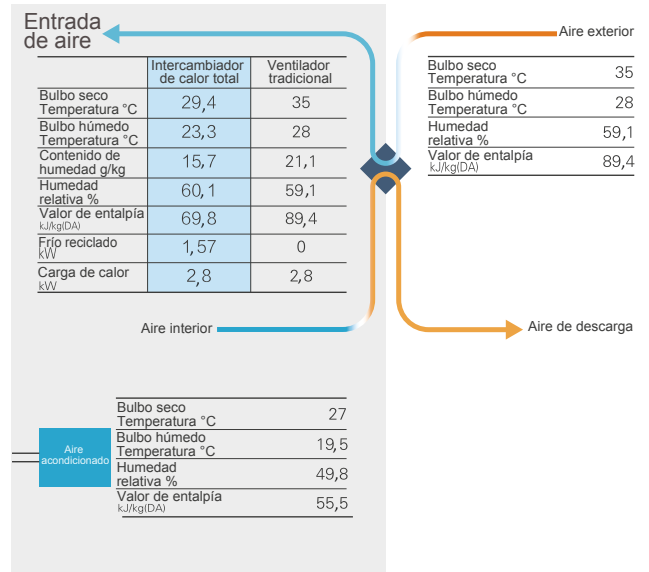 Entrada
de aire
Aire exterior
Intercambiador
de calor total
Ventilador
tradicional
Bulbo seco
Temperatura °C
29,4
35
Bulbo húmedo
Temperatura °C
23,3
28
Contenido de
humedad g/kg
15,7
21,1
Humedad
relativa %
60,1
59,1
Valor de entalpía
kJ/kg(DA)
69,8
89,4
Frío reciclado
kW
1,57
0
Carga de calor
kW
2,8
2,8
Bulbo seco
Temperatura °C
35
Bulbo húmedo
Temperatura °C
28
Humedad
relativa %
59,1
Valor de entalpía
kJ/kg(DA)
89,4
Aire interior
Aire de descarga
Aire
acondicionado
Bulbo seco
Temperatura °C
27
Bulbo húmedo
Temperatura °C
19,5
Humedad
relativa %
49,8
Valor de entalpía
kJ/kg(DA)
55,5